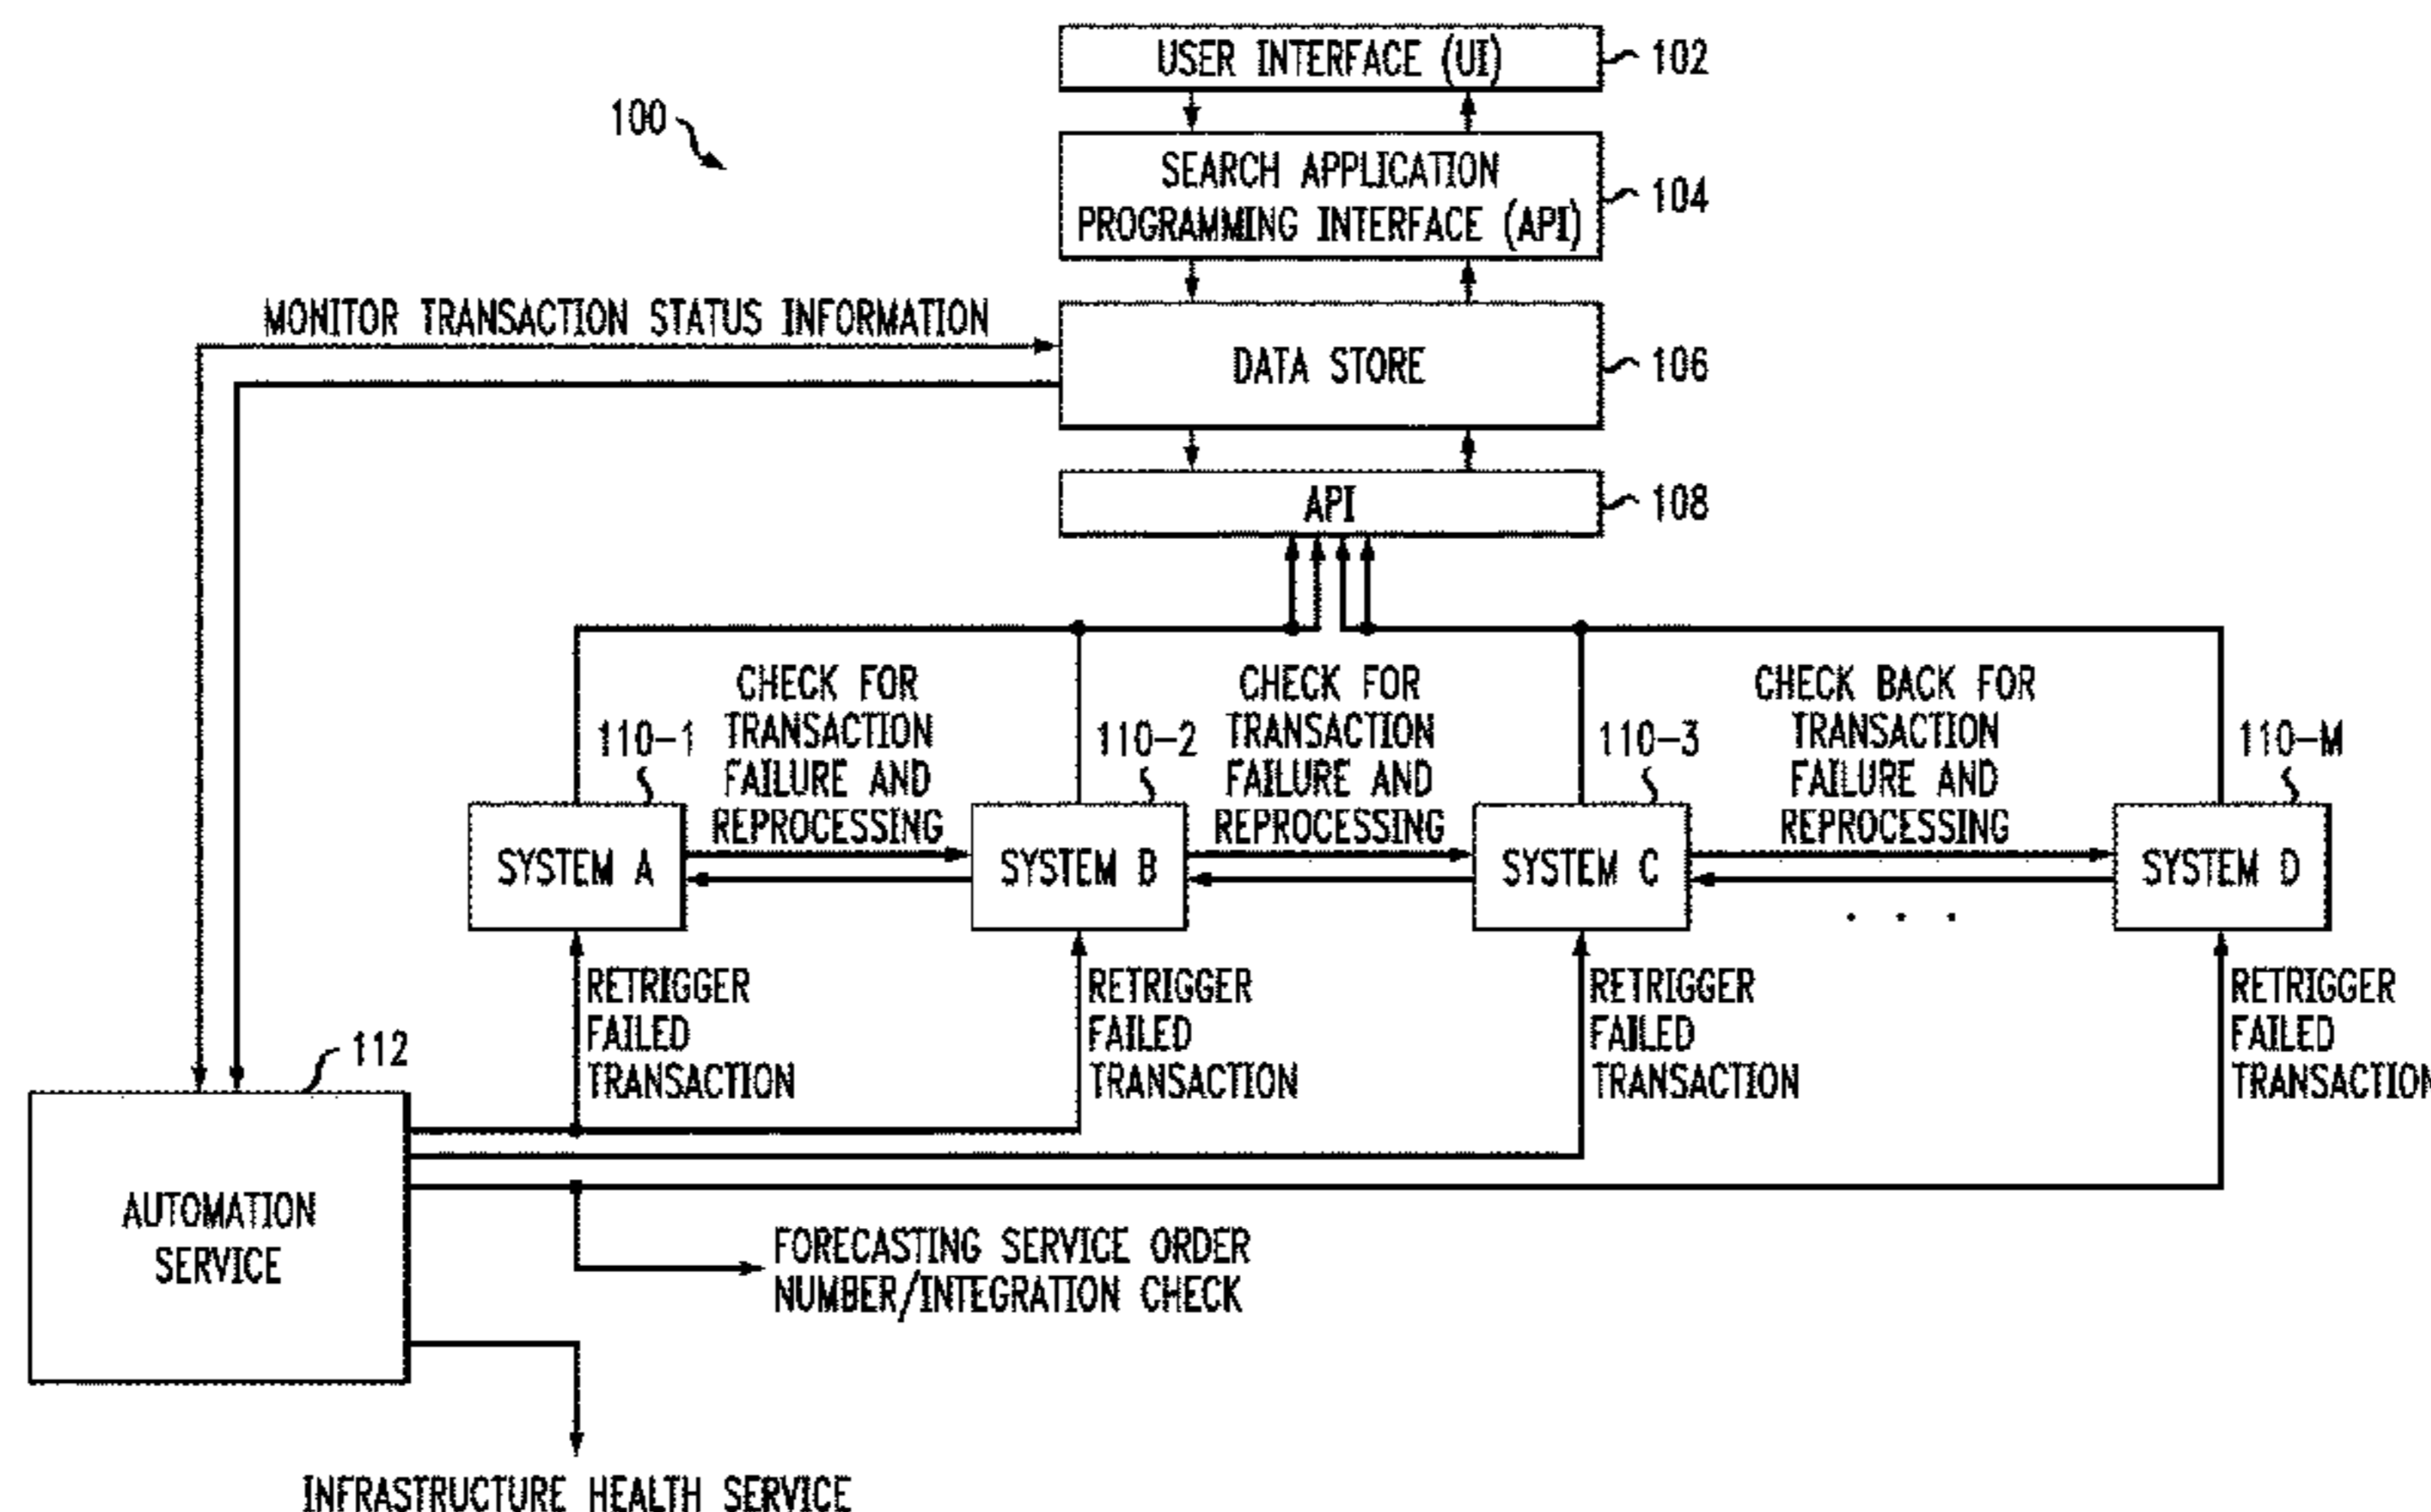 USER INTERFACE (UI)
102
100
SEARCH APPLICATION
PROGRAMMING INTERFACE (API)
104
MONITOR TRANSACTION STATUS INFORMATION
DATA STORE
106
API
108
CHECK FOR
TRANSACTION
FAILURE AND
REPROCESSING
CHECK FOR
TRANSACTION
FAILURE AND
REPROCESSING
CHECK BACK FOR
TRANSACTION
FAILURE AND
REPROCESSING
110-1
110-2
110-3
110-M
SYSTEM A
SYSTEM B
SYSTEM C
SYSTEM D
. . .
RETRIGGER
FAILED
TRANSACTION
RETRIGGER
FAILED
TRANSACTION
RETRIGGER
FAILED
TRANSACTION
RETRIGGER
FAILED
TRANSACTION
112
AUTOMATION
SERVICE
FORECASTING SERVICE ORDER
NUMBER/INTEGRATION CHECK
INFRASTRUCTURE HEALTH SERVICE